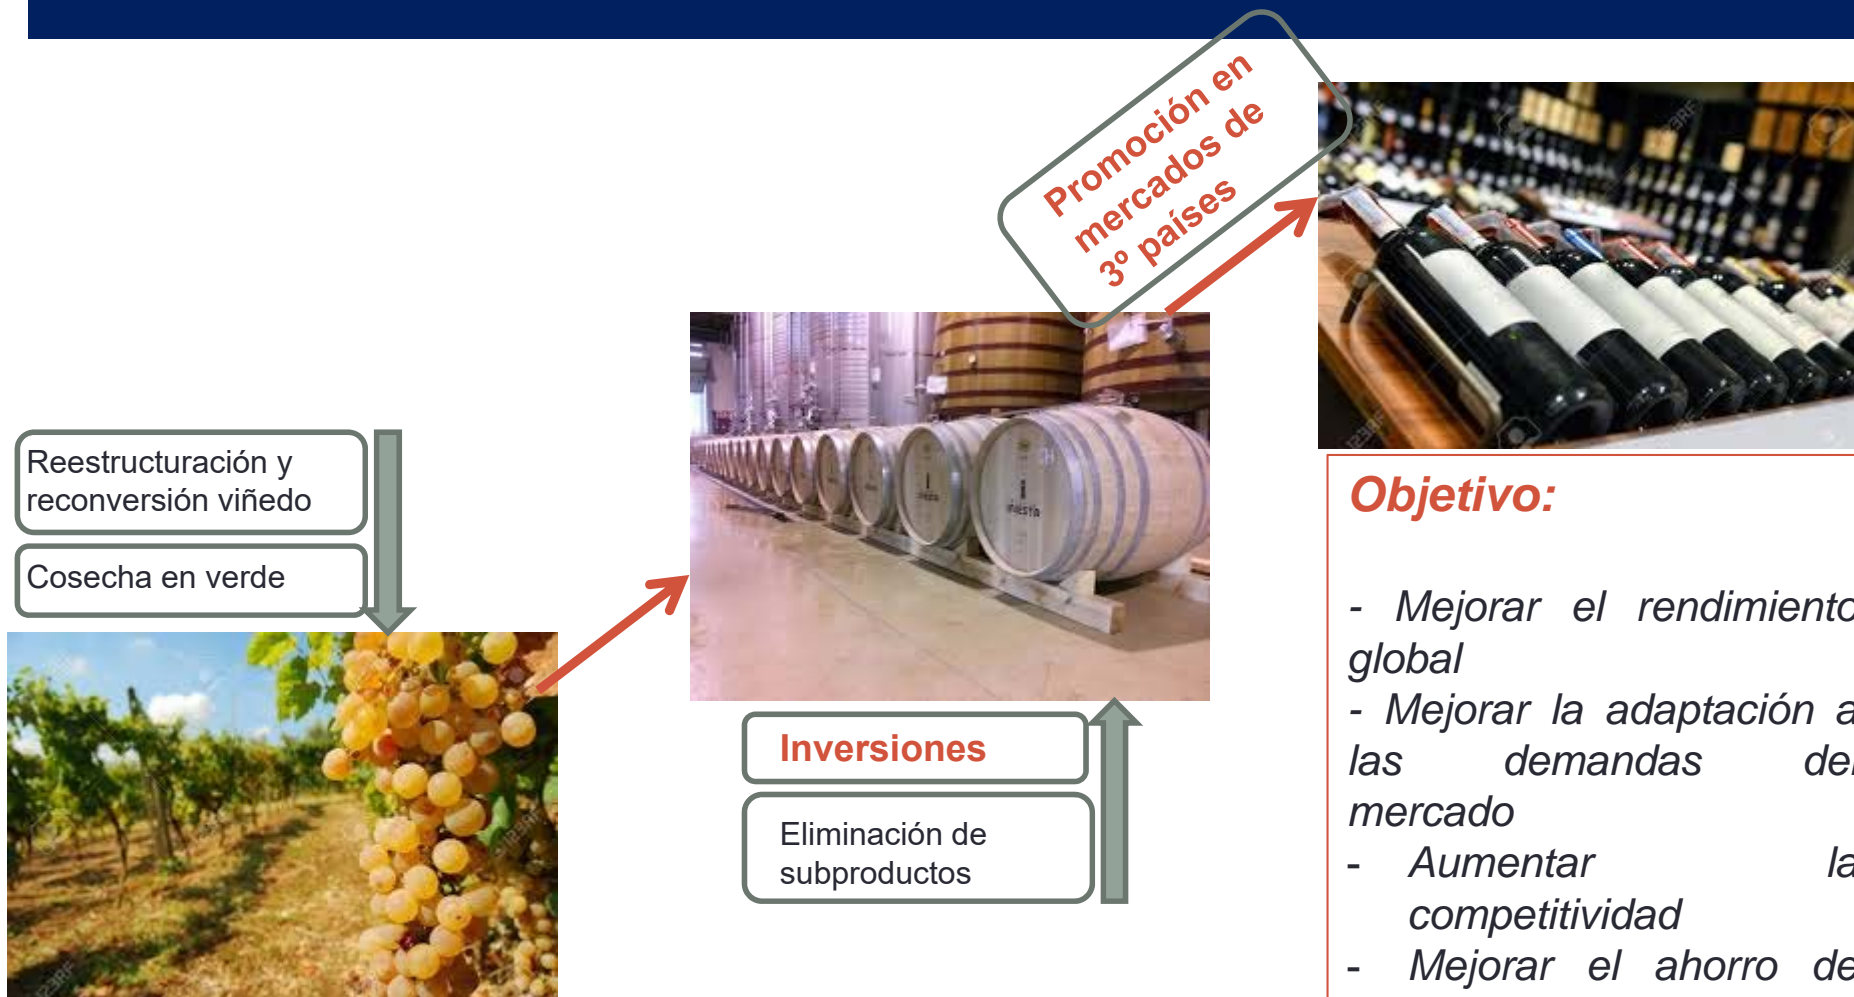 Promoción en
mercados de
3º países
Reestructuración y
reconversión viñedo
Cosecha en verde
Inversiones
Eliminación de
subproductos
Objetivo:
- Mejorar el rendimiento
global
- Mejorar la adaptación a
las demandas del
mercado
- Aumentar la
competitividad
- Mejorar el ahorro de